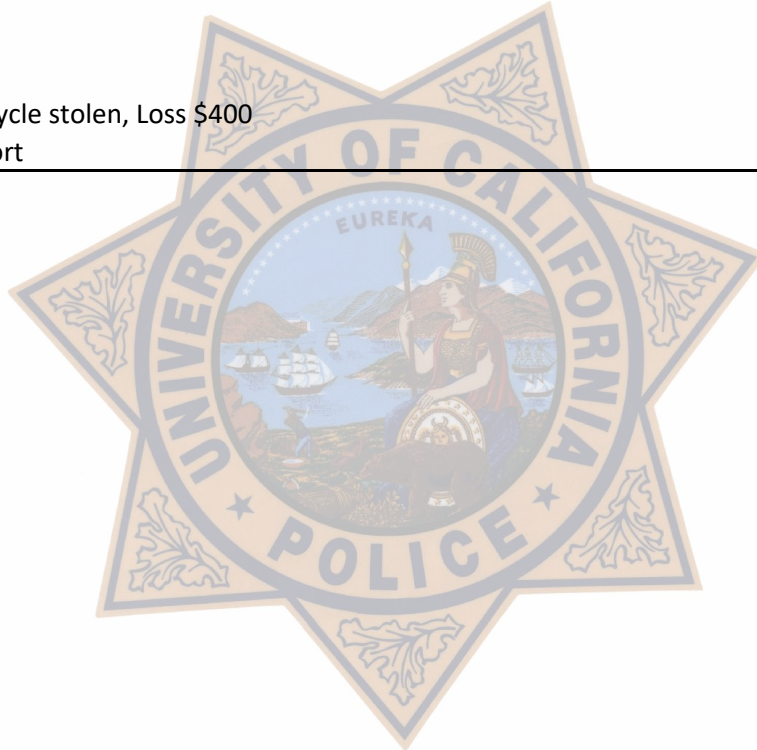 ycle stolen, Loss $400
ort
EUREKA
UNIVERSITY OF CALIFORNIA
POLICE